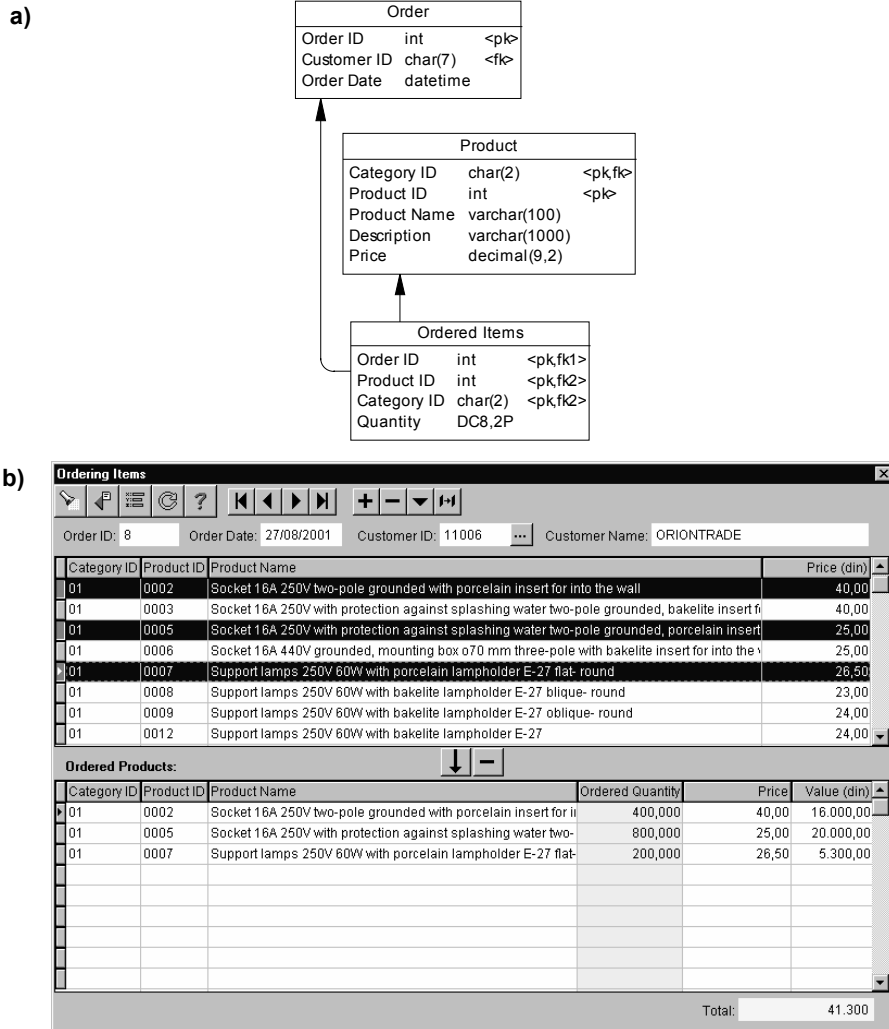 a)
Order
Order ID int <pk>
Customer ID char(7) <fk>
Order Date datetime
Product
Category ID char(2) <pk,fk>
Product ID int <pk>
Product Name varchar(100)
Description varchar(1000)
Price decimal(9,2)
Ordered Items
Order ID int <pk,fk1>
Product ID int <pk,fk2>
Category ID char(2) <pk,fk2>
Quantity DC8,2P
b)
Ordering Items
Order ID: 8 Order Date: 27/08/2001 Customer ID: 11006 ... Customer Name: ORIONTRADE
Category ID Product ID Product Name Price (din)
01 0002 Socket 16A 250V two-pole grounded with porcelain insert for into the wall 40,00
01 0003 Socket 16A 250V with protection against splashing water two-pole grounded, bakelite insert 40,00
01 0005 Socket 16A 250V with protection against splashing water two-pole grounded, porcelain insert 25,00
01 0006 Socket 16A 440V grounded, mounting box o70 mm three-pole with bakelite insert for into the 25,00
01 0007 Support lamps 250V 60W with porcelain lampholder E-27 flat- round 26,50
01 0008 Support lamps 250V 60W with bakelite lampholder E-27 blique- round 23,00
01 0009 Support lamps 250V 60W with bakelite lampholder E-27 oblique- round 24,00
01 0012 Support lamps 250V 60W with bakelite lampholder E-27 24,00
Ordered Products:
Category ID Product ID Product Name Ordered Quantity Price Value (din)
01 0002 Socket 16A 250V two-pole grounded with porcelain insert for 400,000 40,00 16.000,00
01 0005 Socket 16A 250V with protection against splashing water two- 800,000 25,00 20.000,00
01 0007 Support lamps 250V 60W with porcelain lampholder E-27 flat- 200,000 26,50 5.300,00
Total: 41.300